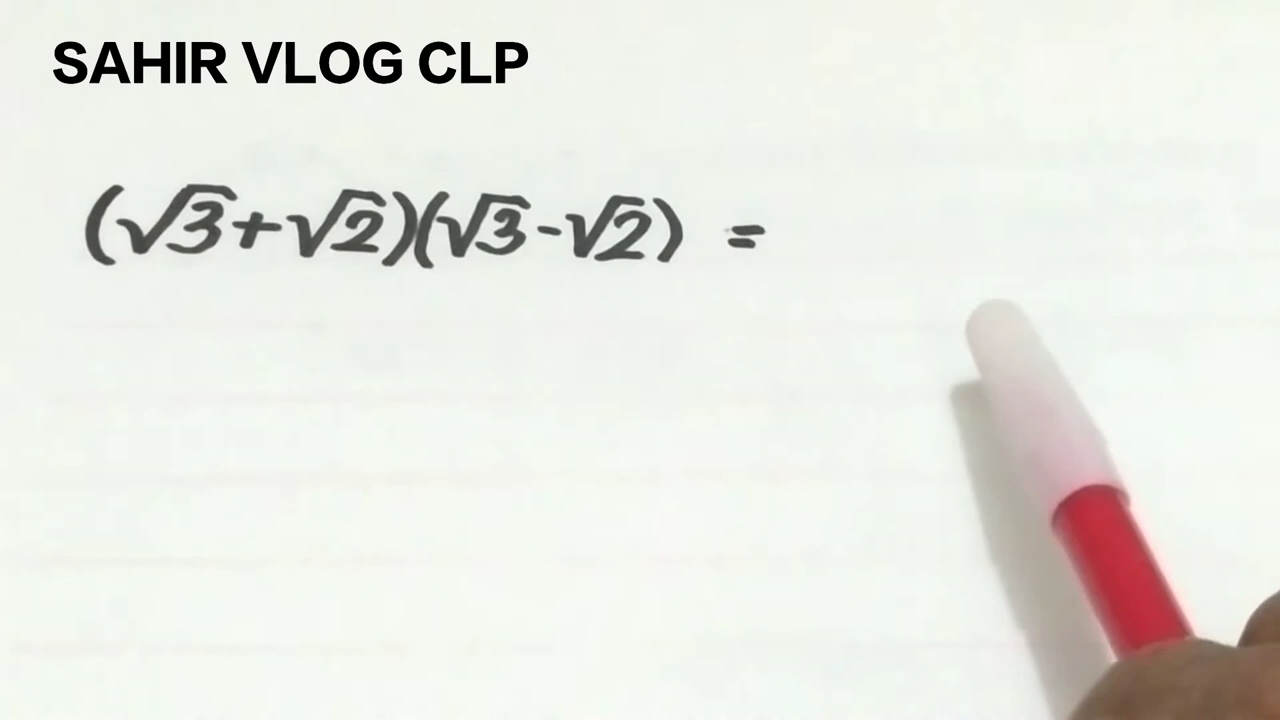 SAHIR VLOG CLP
(√3+√2)(√3-√2) =